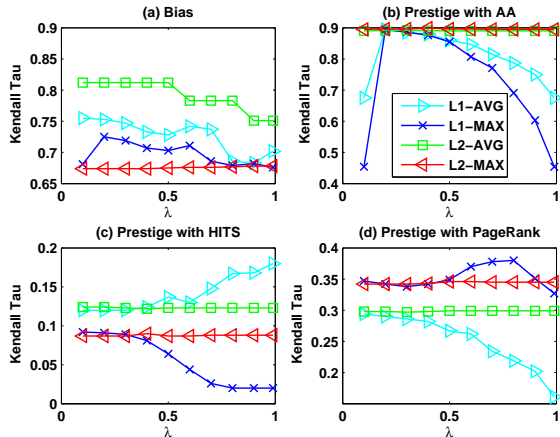 (a) Bias
Kendall Tau
0.9
0.85
0.8
0.75
0.7
0.65
0
0.5
1
λ
(b) Prestige with AA
Kendall Tau
0.9
0.8
0.7
0.6
0.5
0.4
0
0.5
1
λ
L1−AVG
L1−MAX
L2−AVG
L2−MAX
(c) Prestige with HITS
Kendall Tau
0.2
0.15
0.1
0.05
0
0
0.5
1
λ
(d) Prestige with PageRank
Kendall Tau
0.35
0.3
0.25
0.2
0
0.5
1
λ